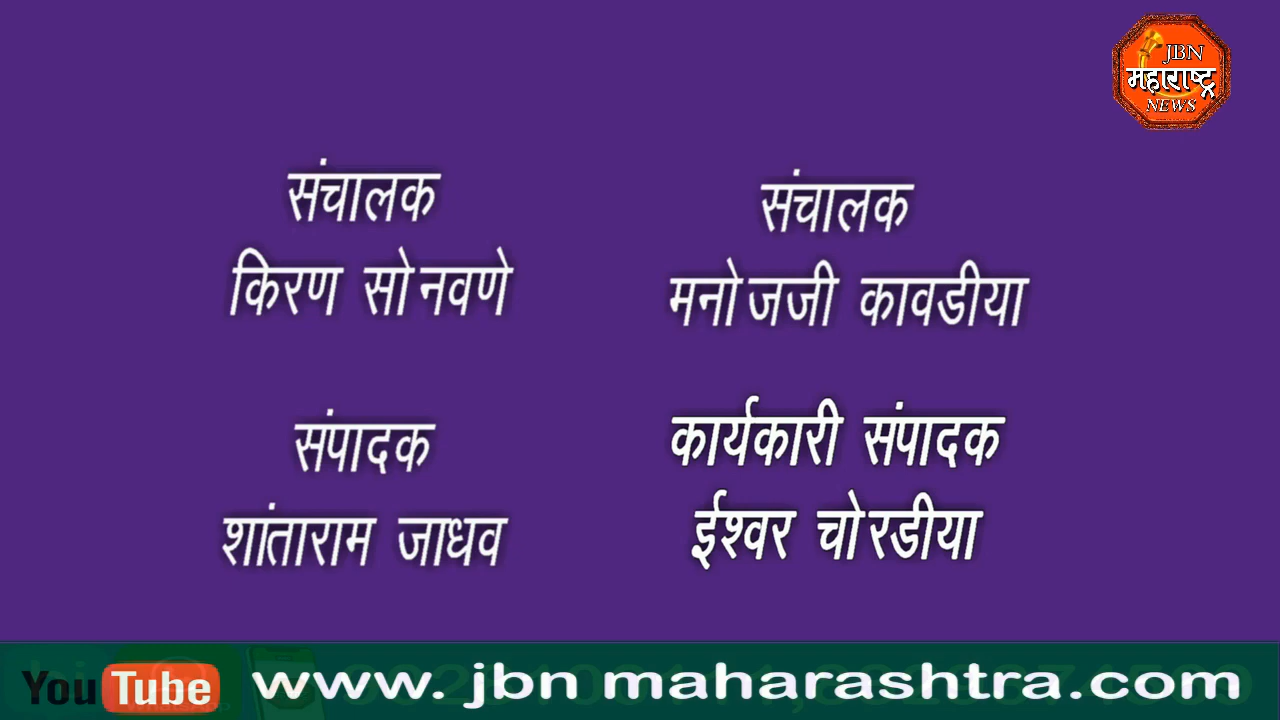 JBN
महाराष्ट्र
NEWS
संचालक
किरण सोनवणे
संचालक
मनोजजी कावडीया
संपादक
शांताराम जाधव
कार्यकारी संपादक
ईश्वर चोरडीया
YouTube www. jbn maharashtra.com